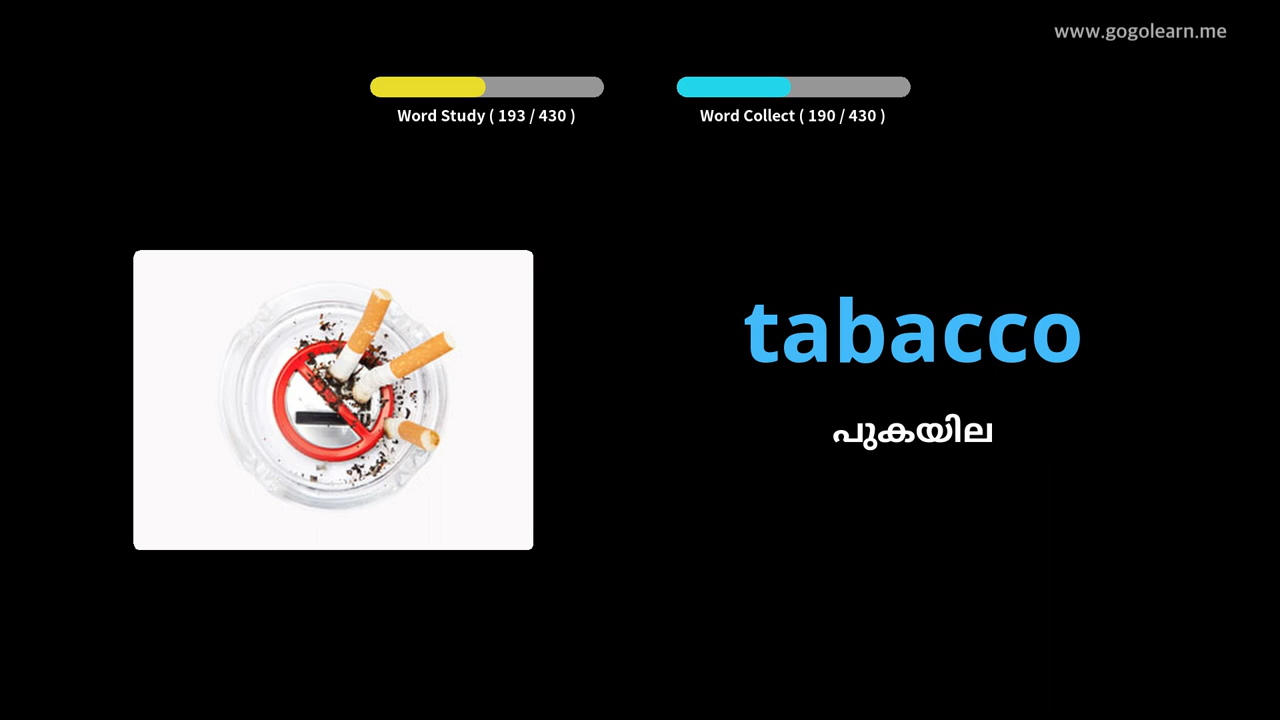 www.gogolearn.me
Word Study ( 193 / 430 )
Word Collect ( 190 / 430 )
tabacco
പുകയില